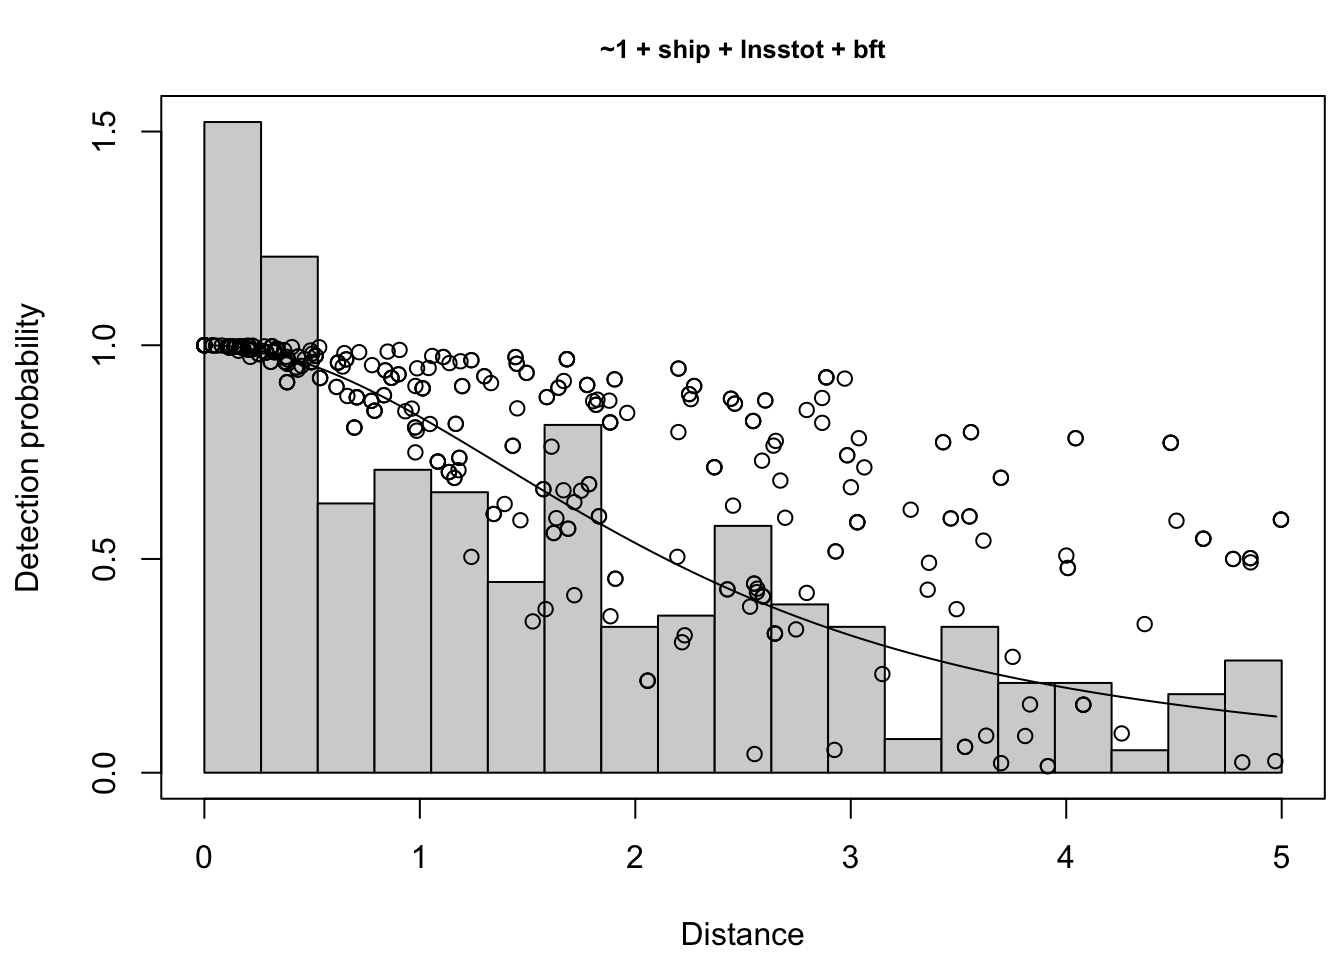 ~1 + ship + lnsstot + bft
Detection probability
1.5
1.0
0.5
0.0
0 1 2 3 4 5
Distance